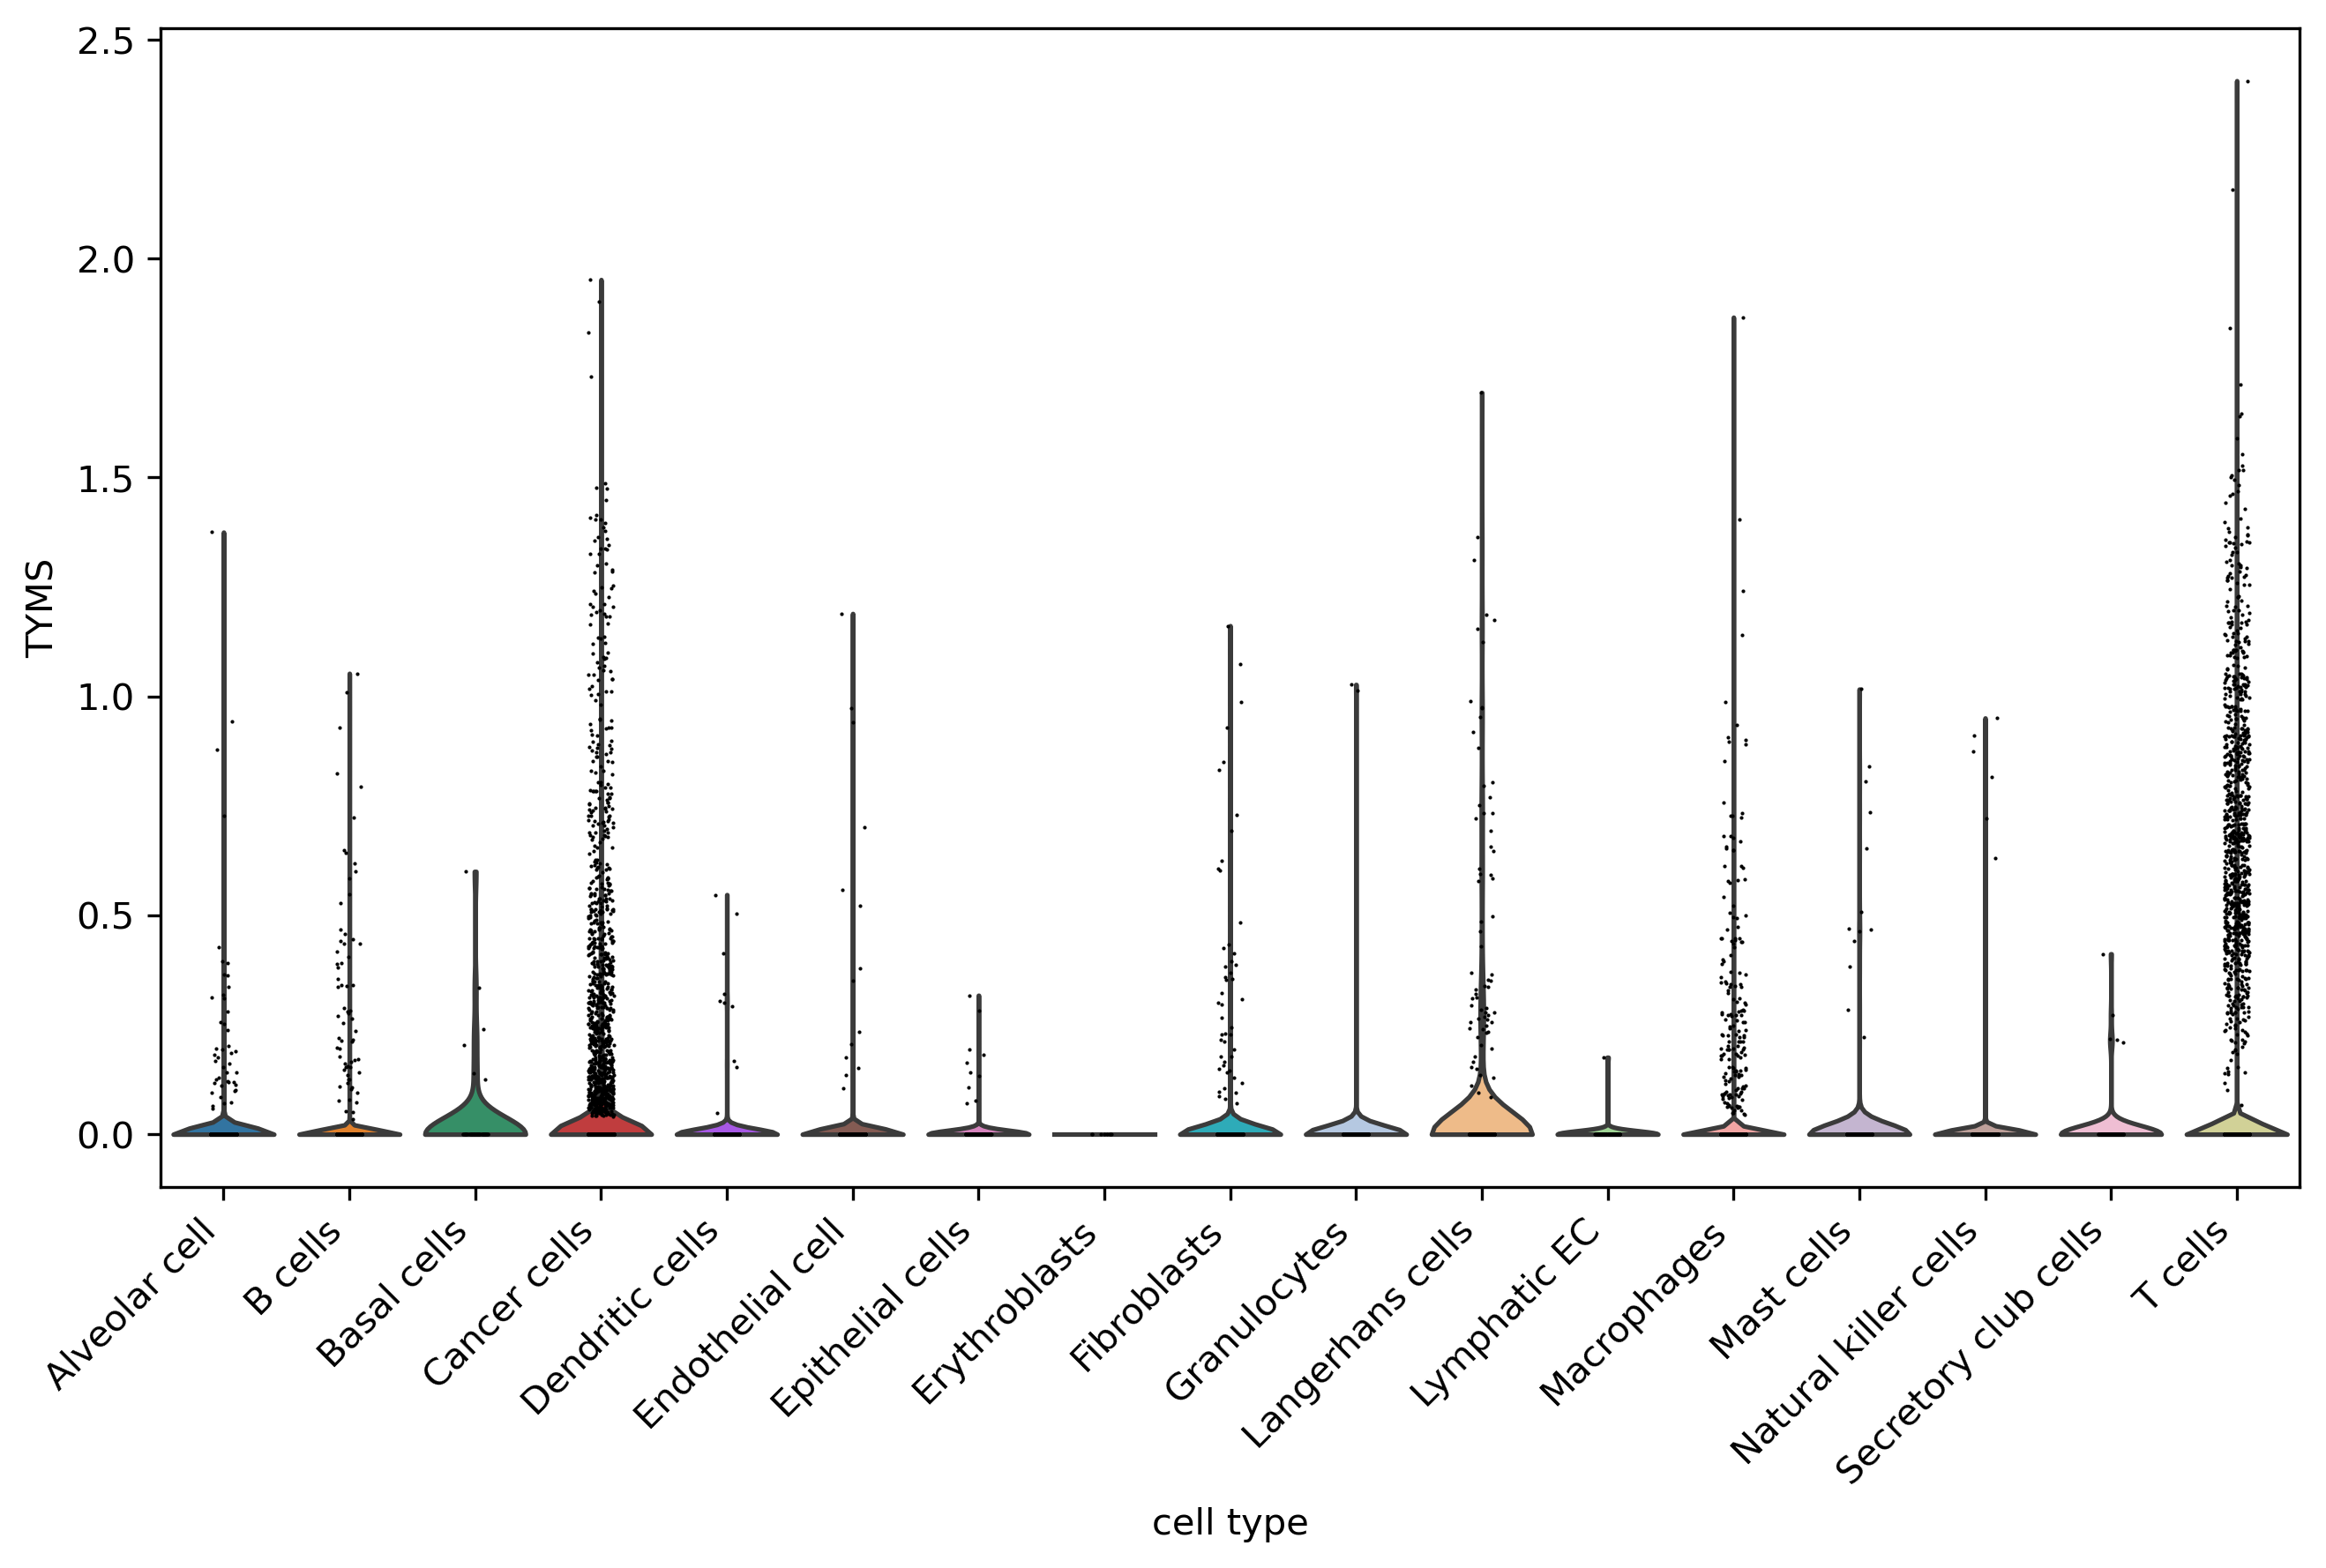 TYMS
2.5
2.0
1.5
1.0
0.5
0.0
Alveolar cell
B cells
Basal cells
Cancer cells
Dendritic cells
Endothelial cell
Epithelial cells
Erythroblasts
Fibroblasts
Granulocytes
Langerhans cells
Lymphatic EC
Macrophages
Mast cells
Natural killer cells
Secretory club cells
T cells
cell type